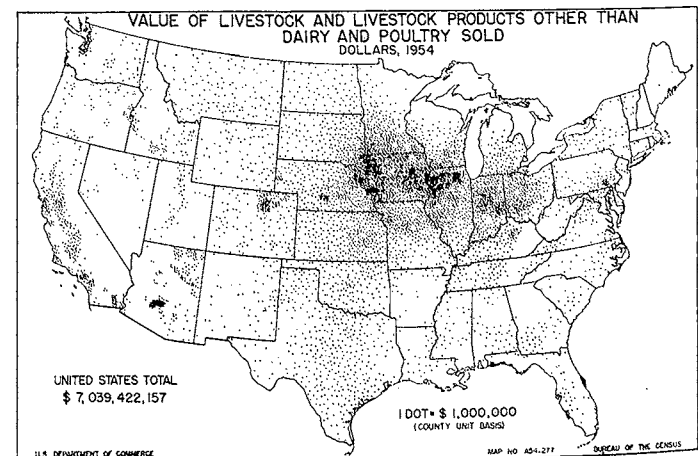 VALUE OF LIVESTOCK AND LIVESTOCK PRODUCTS OTHER THAN
DAIRY AND POULTRY SOLD
DOLLARS, 1954
UNITED STATES TOTAL
$ 7,039,422,157
1 DOT = $ 1,000,000
(COUNTY UNIT BASIS)
U.S. DEPARTMENT OF COMMERCE
MAP NO A54-277
BUREAU OF THE CENSUS